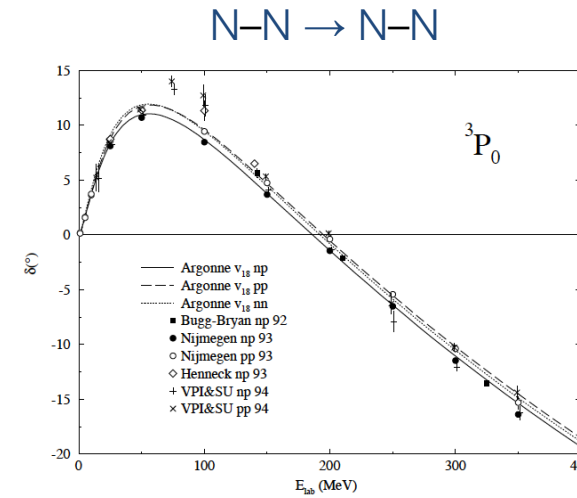 N–N → N–N
15
10
5
0
-5
-10
-15
-20
δ(°)
³P₀
Argonne v₁₈ np
Argonne v₁₈ pp
Argonne v₁₈ nn
Bugg-Bryan np 92
Nijmegen np 93
Nijmegen pp 93
Henneck np 93
VPI&SU np 94
VPI&SU pp 94
0 100 200 300 400
E_lab (MeV)